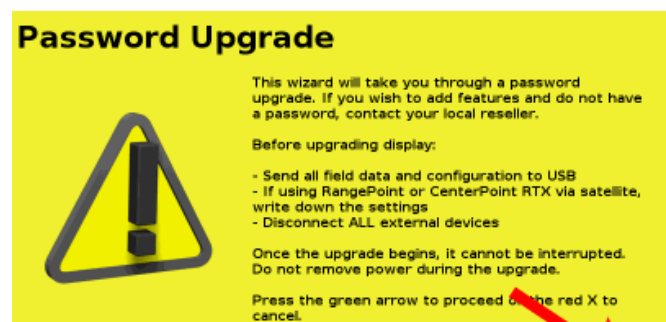 Password Upgrade
This wizard will take you through a password
upgrade. If you wish to add features and do not have
a password, contact your local reseller.
Before upgrading display:
- Send all field data and configuration to USB
- If using RangePoint or CenterPoint RTX via satellite,
write down the settings
- Disconnect ALL external devices
Once the upgrade begins, it cannot be interrupted.
Do not remove power during the upgrade.
Press the green arrow to proceed or the red X to
cancel.